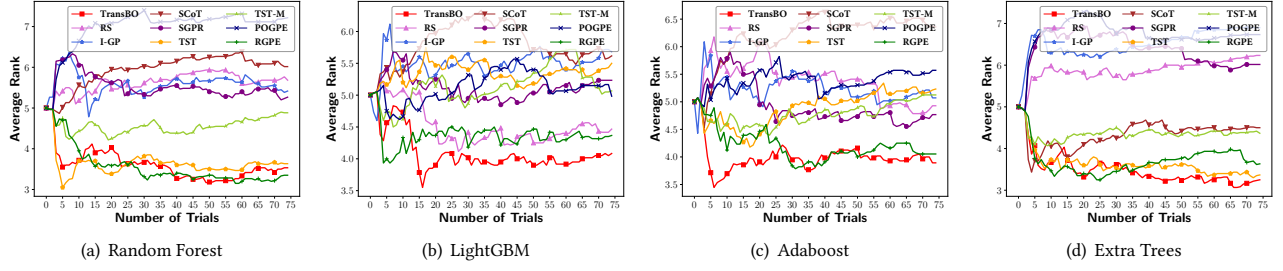 TransBO SCoT TST-M
RS SGPR POGPE
I-GP TST RGPE
Average Rank
7
6
5
4
3
0 5 10 15 20 25 30 35 40 45 50 55 60 65 70 75
Number of Trials
(a) Random Forest
TransBO SCoT TST-M
RS SGPR POGPE
I-GP TST RGPE
Average Rank
6.0
5.5
5.0
4.5
4.0
3.5
0 5 10 15 20 25 30 35 40 45 50 55 60 65 70 75
Number of Trials
(b) LightGBM
TransBO SCoT TST-M
RS SGPR POGPE
I-GP TST RGPE
Average Rank
6.5
6.0
5.5
5.0
4.5
4.0
3.5
0 5 10 15 20 25 30 35 40 45 50 55 60 65 70 75
Number of Trials
(c) Adaboost
TransBO SCoT TST-M
RS SGPR POGPE
I-GP TST RGPE
Average Rank
7
6
5
4
3
0 5 10 15 20 25 30 35 40 45 50 55 60 65 70 75
Number of Trials
(d) Extra Trees